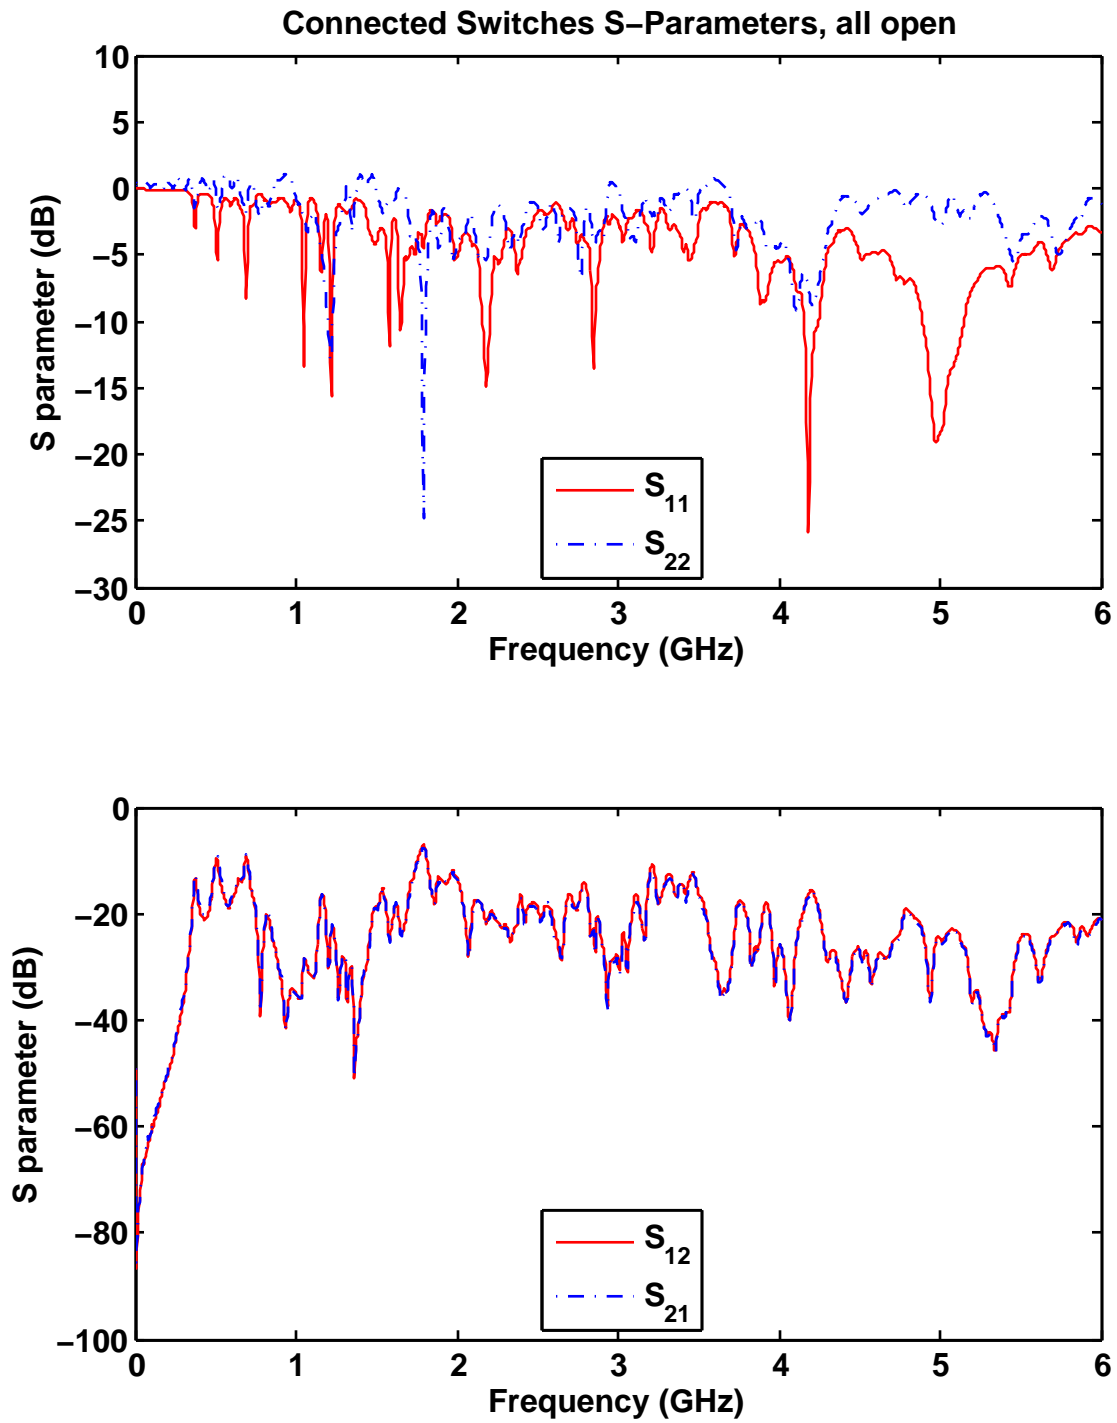 Connected Switches S−Parameters, all open
10
5
0
−5
−10
−15
−20
−25
−30
S parameter (dB)
0 1 2 3 4 5 6
Frequency (GHz)
S11
S22
0
−20
−40
−60
−80
−100
S parameter (dB)
0 1 2 3 4 5 6
Frequency (GHz)
S12
S21